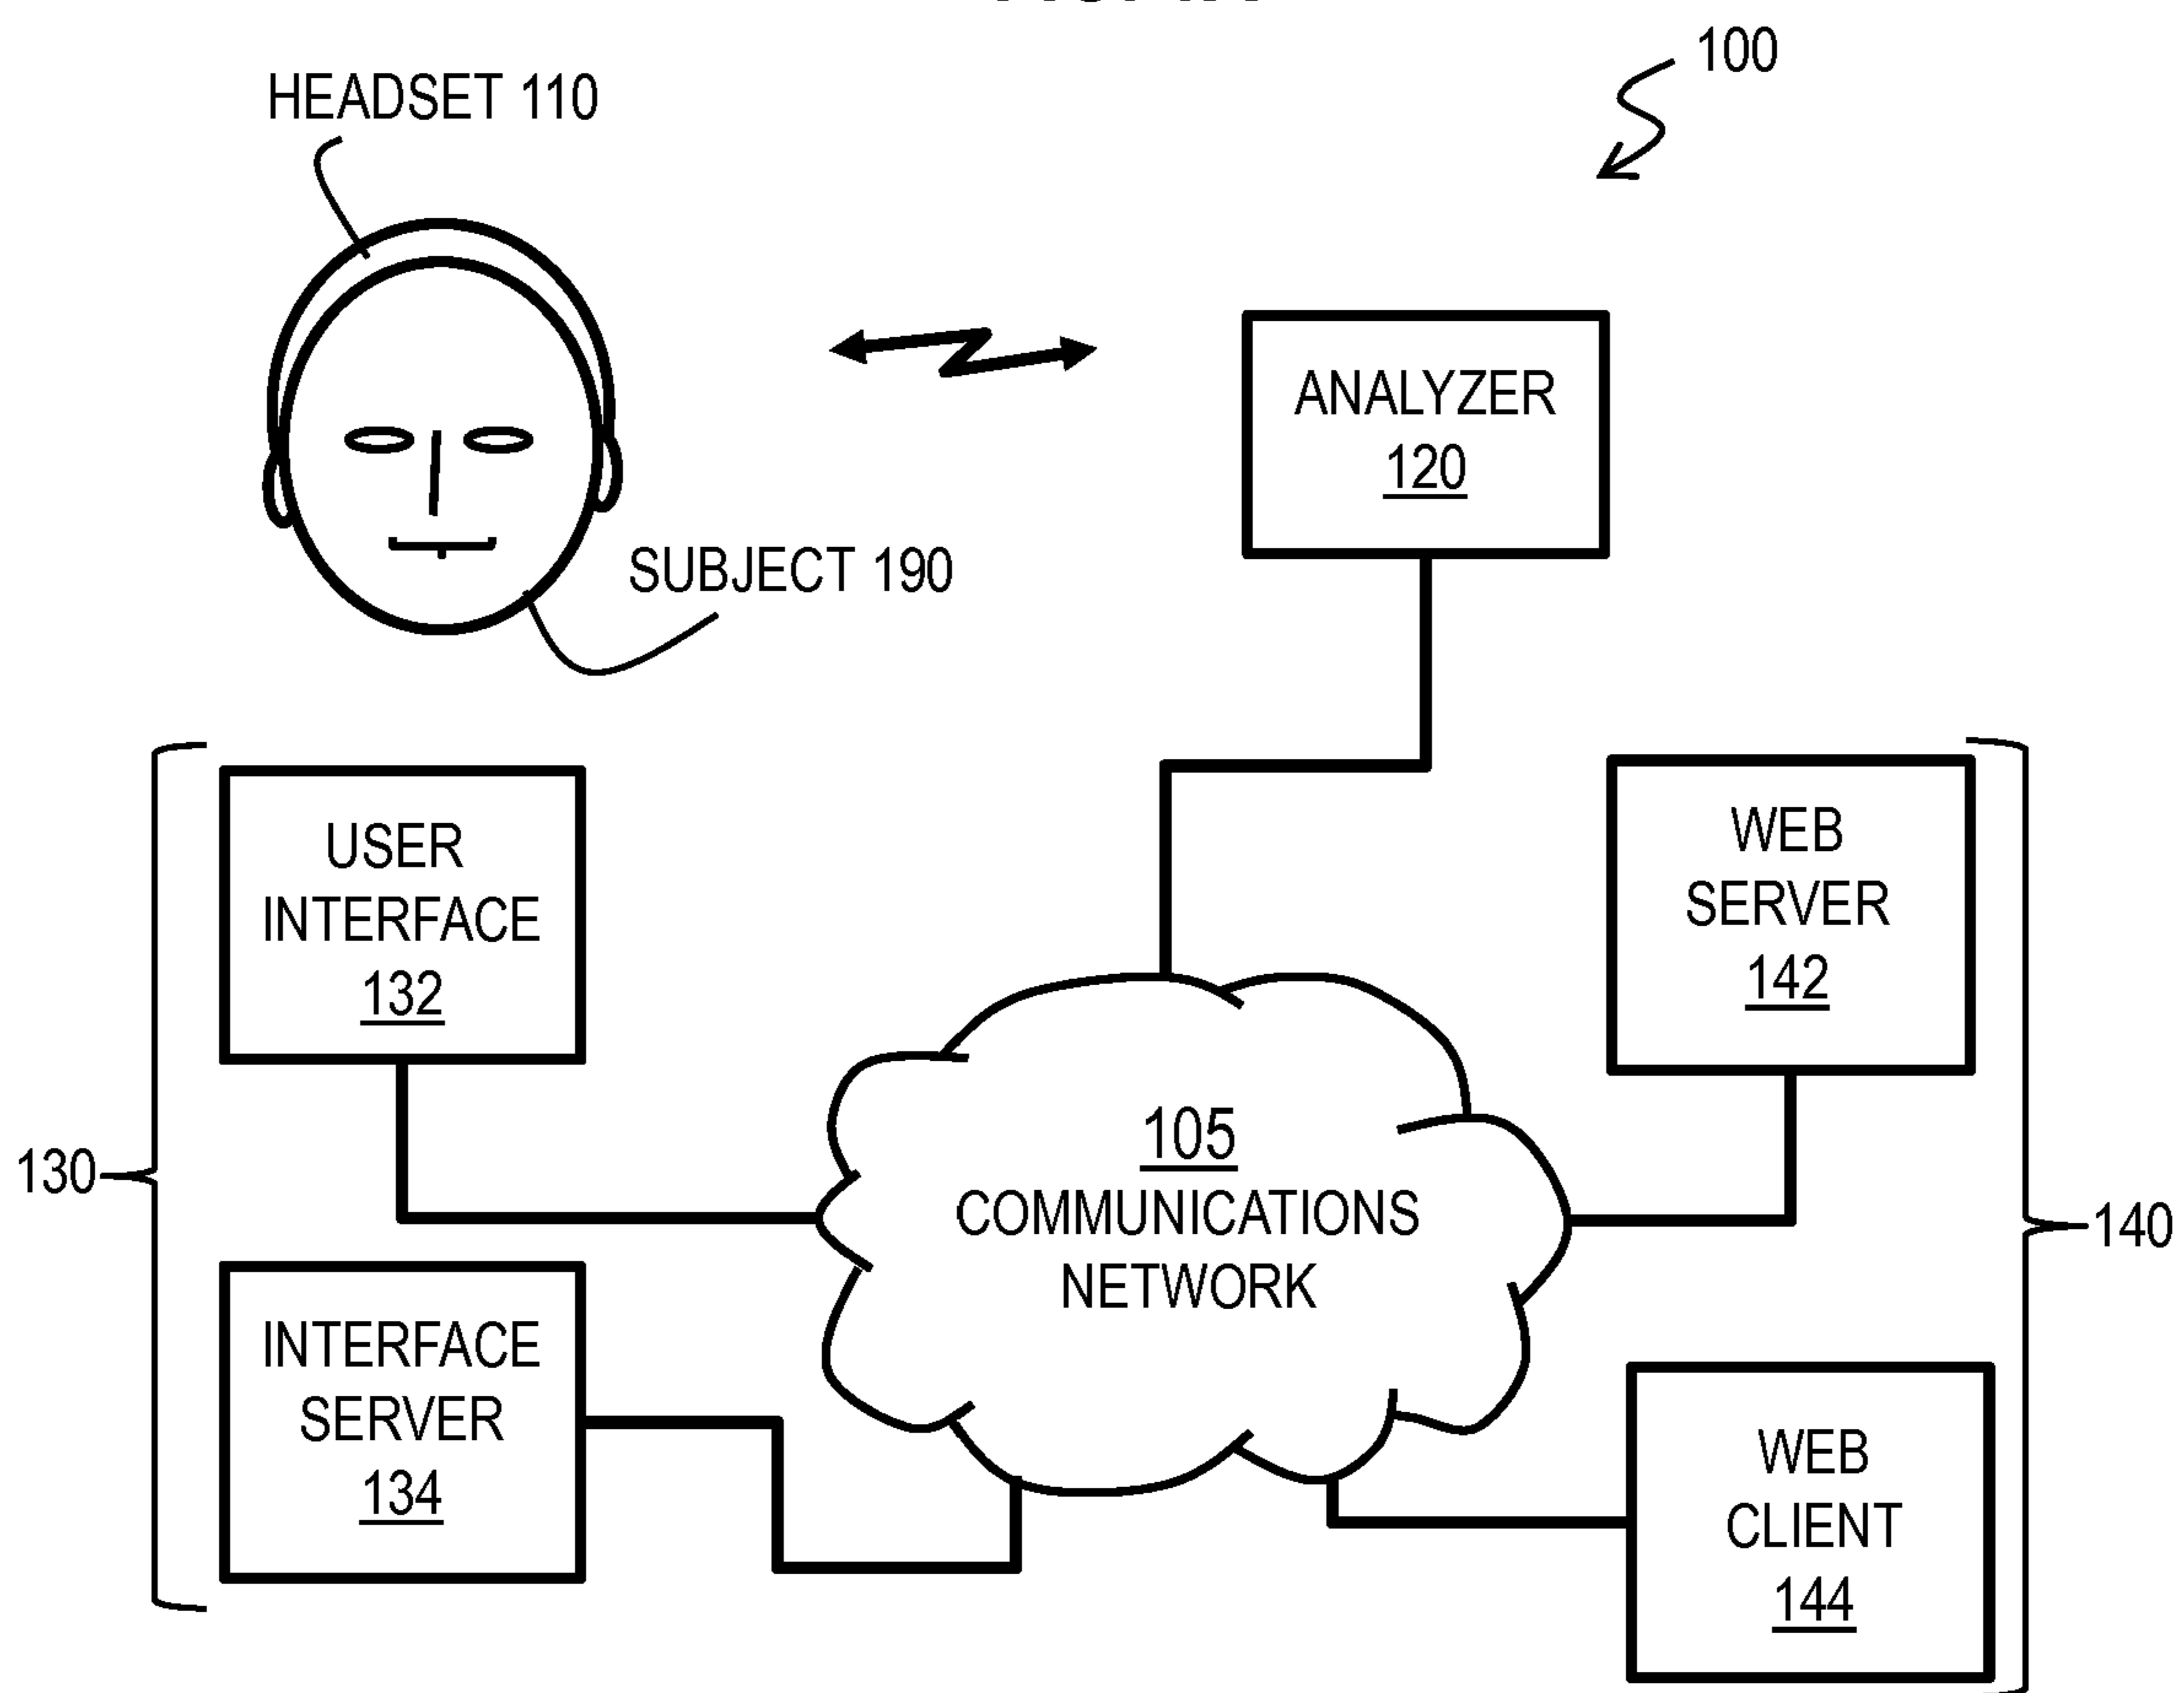 100
HEADSET 110
ANALYZER
120
SUBJECT 190
USER
INTERFACE
132
WEB
SERVER
142
130
105
COMMUNICATIONS
NETWORK
140
INTERFACE
SERVER
134
WEB
CLIENT
144